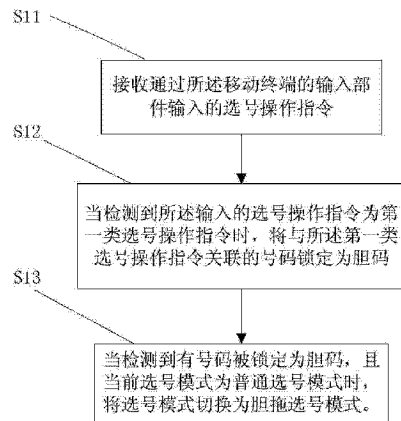 S11
接收通过所述移动终端的输入部
件输入的选号操作指令
S12
当检测到所述输入的选号操作指令为第
一类选号操作指令时，将与所述第一类
选号操作指令关联的号码锁定为胆码
S13
当检测到有号码被锁定为胆码，且
当前选号模式为普通选号模式时，
将选号模式切换为胆拖选号模式。